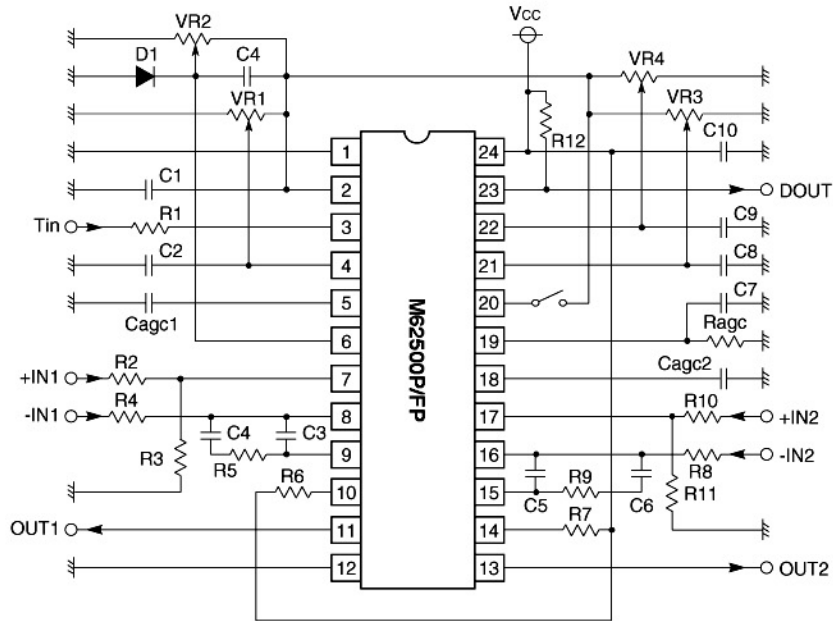 VR2
VCC
D1
C4
VR4
VR1
VR3
C10
R12
1
24
C1
2
23
DOUT
Tin
R1
3
22
C9
C2
4
21
C8
5
20
C7
Cagc1
Ragc
6
19
M62500P/FP
Cagc2
+IN1
R2
7
18
-IN1
R4
8
17
R10
+IN2
C4
C3
R3
R5
9
16
R8
-IN2
R6
10
15
R9
C5
C6
R11
OUT1
11
14
R7
12
13
OUT2